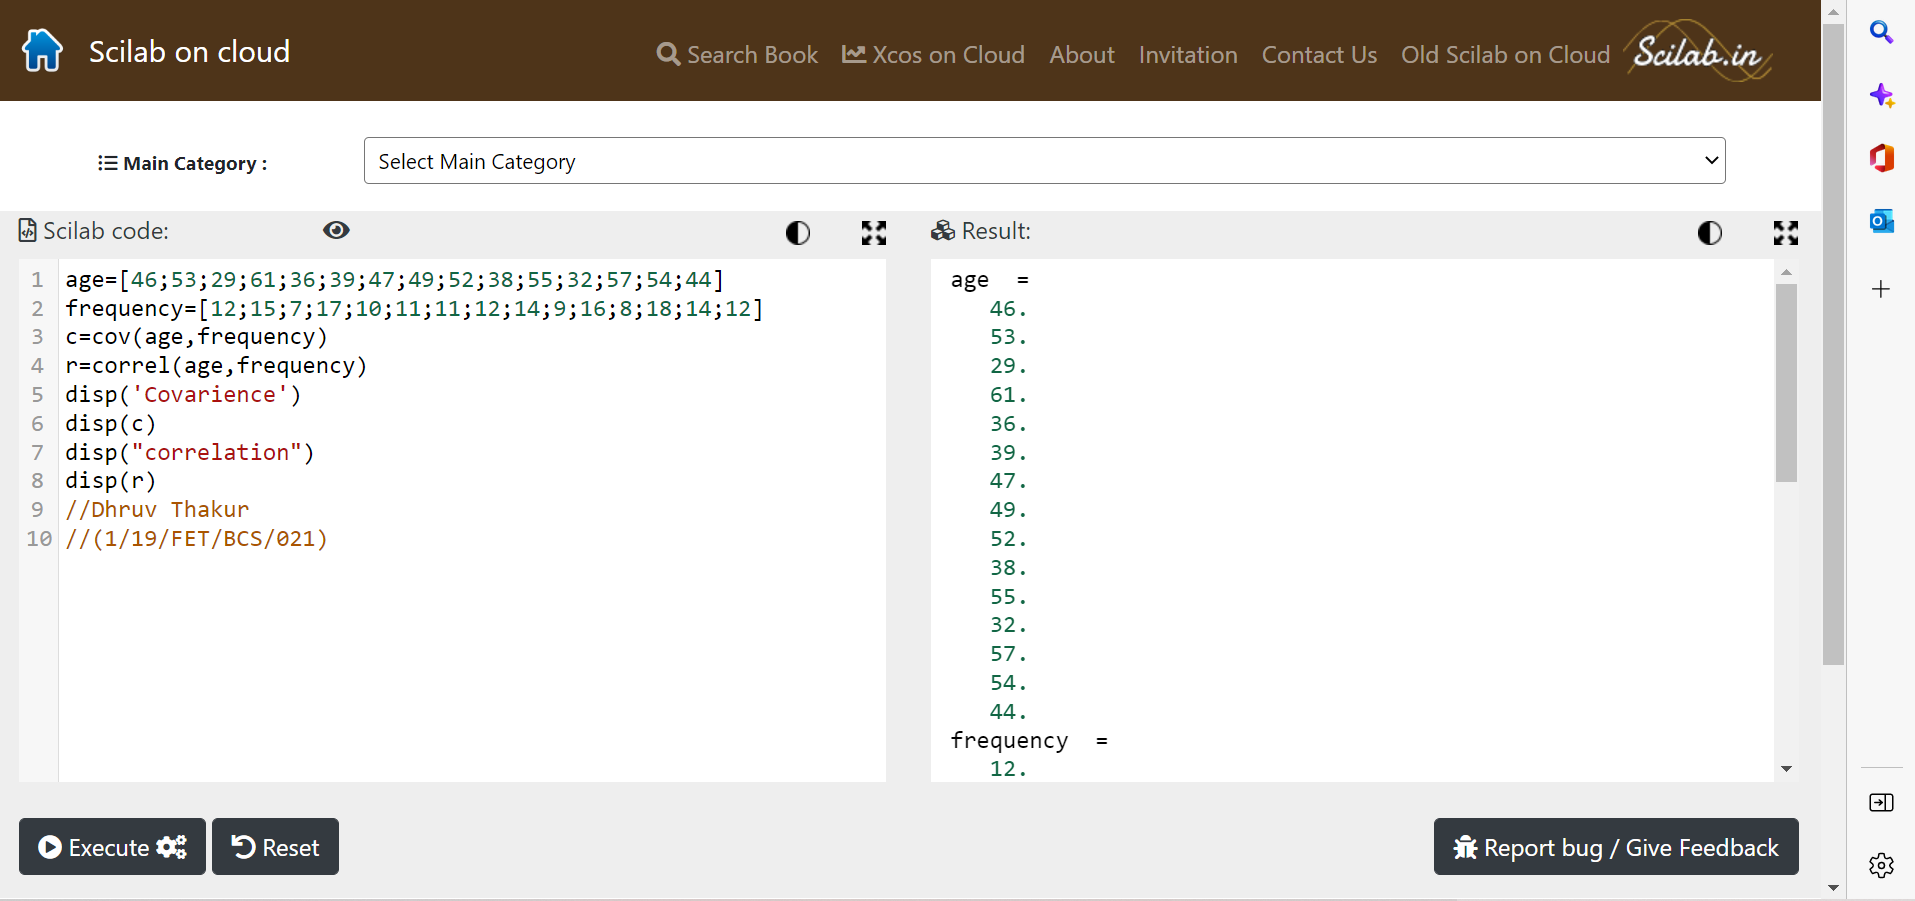 Scilab on cloud
Search Book Xcos on Cloud About Invitation Contact Us Old Scilab on Cloud Scilab.in
Main Category :
Select Main Category
Scilab code:
1 age=[46;53;29;61;36;39;47;49;52;38;55;32;57;54;44]
2 frequency=[12;15;7;17;10;11;11;12;14;9;16;8;18;14;12]
3 c=cov(age,frequency)
4 r=correl(age,frequency)
5 disp('Covarience')
6 disp(c)
7 disp("correlation")
8 disp(r)
9 //Dhruv Thakur
10 //(1/19/FET/BCS/021)
Result:
age =
46.
53.
29.
61.
36.
39.
47.
49.
52.
38.
55.
32.
57.
54.
44.
frequency =
12.
Execute
Reset
Report bug / Give Feedback